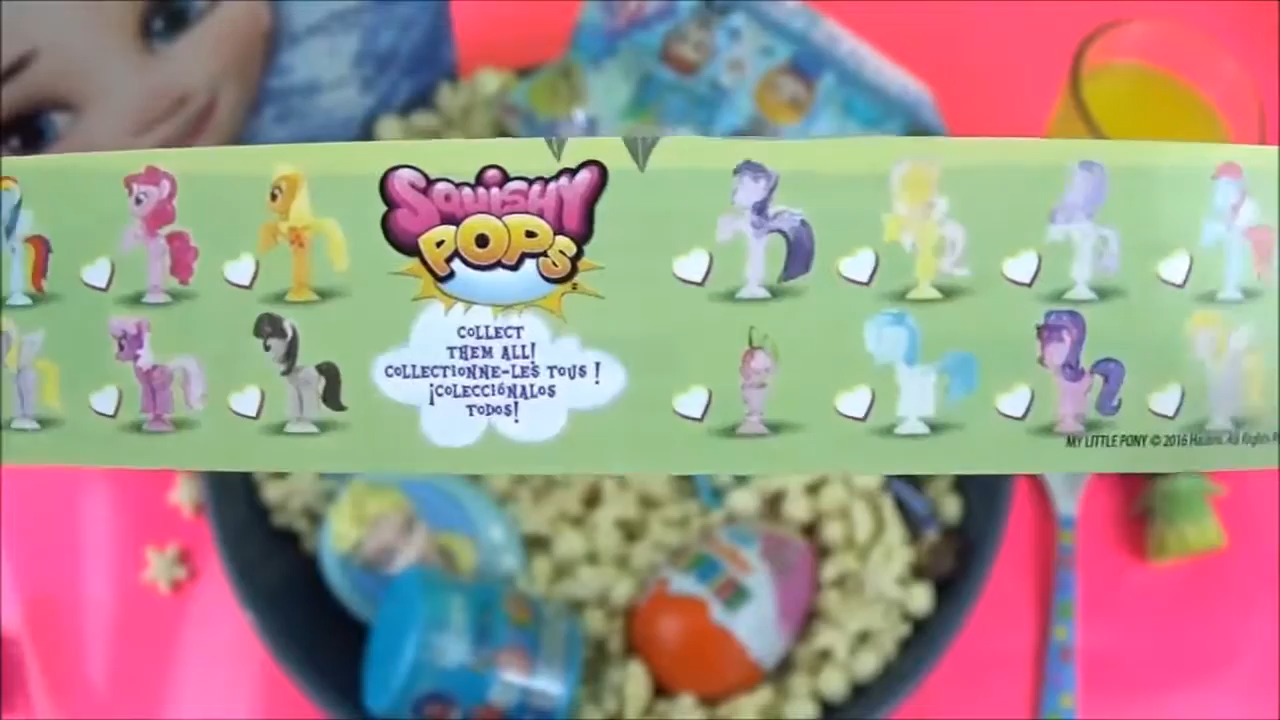 SQUISHY
POPS
COLLECT
THEM ALL!
COLLECTIONNE-LES TOUS !
¡COLECCIÓNALOS
TODOS!
MY LITTLE PONY © 2016 Hasbro. All Rights